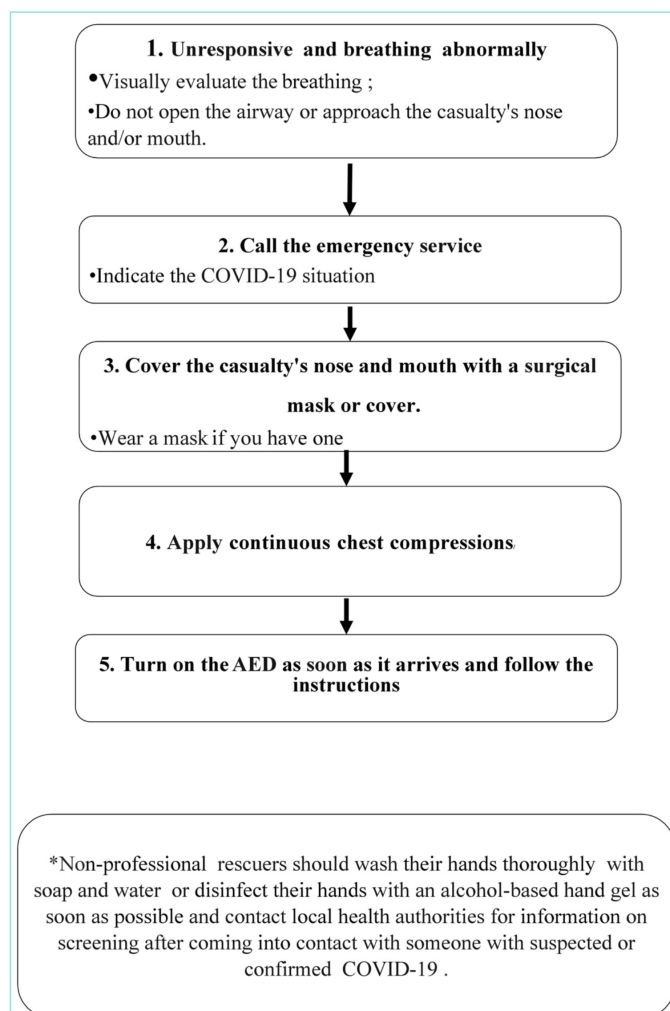 1. Unresponsive and breathing abnormally
•Visually evaluate the breathing ;
•Do not open the airway or approach the casualty's nose
and/or mouth.
2. Call the emergency service
•Indicate the COVID-19 situation
3. Cover the casualty's nose and mouth with a surgical
mask or cover.
•Wear a mask if you have one
4. Apply continuous chest compressions
5. Turn on the AED as soon as it arrives and follow the
instructions
*Non-professional rescuers should wash their hands thoroughly with
soap and water or disinfect their hands with an alcohol-based hand gel as
soon as possible and contact local health authorities for information on
screening after coming into contact with someone with suspected or
confirmed COVID-19 .